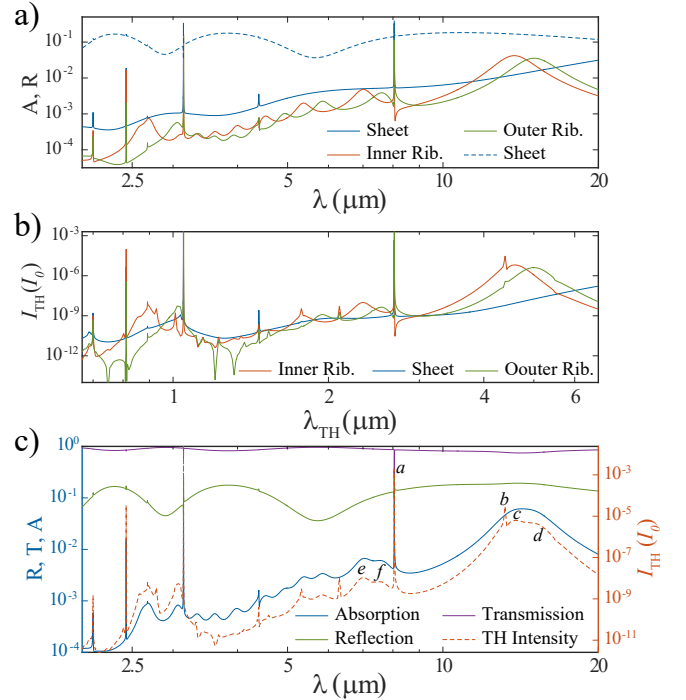 a)
10⁻¹
10⁻²
10⁻³
10⁻⁴
A, R
Sheet
Outer Rib.
Inner Rib.
Sheet
2.5
5
10
20
λ (μm)
b)
10⁻³
10⁻⁶
10⁻⁹
10⁻¹²
I_TH(I₀)
Inner Rib.
Sheet
Oouter Rib.
1
2
4
6
λ_TH (μm)
c)
10⁰
10⁻¹
10⁻²
10⁻³
10⁻⁴
R, T, A
a
b
c
d
e
f
10⁻³
10⁻⁵
10⁻⁷
10⁻⁹
10⁻¹¹
I_TH (I₀)
Absorption
Transmission
Reflection
TH Intensity
2.5
5
10
20
λ (μm)